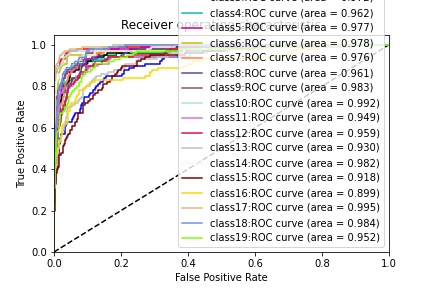 Receiver
class4:ROC curve (area = 0.962)
class5:ROC curve (area = 0.977)
class6:ROC curve (area = 0.978)
class7:ROC curve (area = 0.976)
class8:ROC curve (area = 0.961)
class9:ROC curve (area = 0.983)
class10:ROC curve (area = 0.992)
class11:ROC curve (area = 0.949)
class12:ROC curve (area = 0.959)
class13:ROC curve (area = 0.930)
class14:ROC curve (area = 0.982)
class15:ROC curve (area = 0.918)
class16:ROC curve (area = 0.899)
class17:ROC curve (area = 0.995)
class18:ROC curve (area = 0.984)
class19:ROC curve (area = 0.952)
True Positive Rate
1.0
0.8
0.6
0.4
0.2
0.0
0.0 0.2 0.4 0.6 0.8 1.0
False Positive Rate